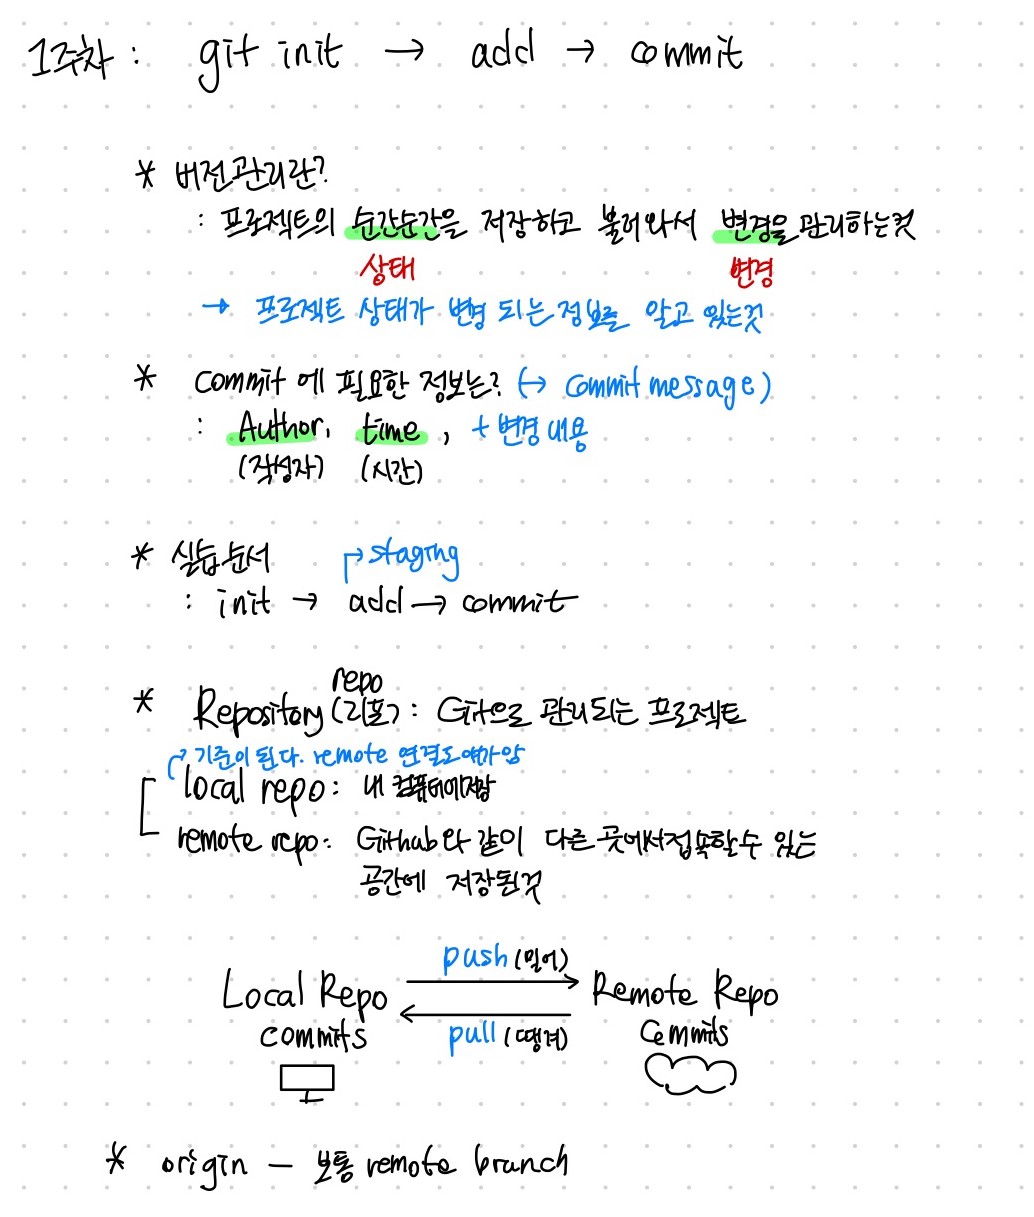 1주차 : git init → add → commit
* 버전관리란?
: 프로젝트의 순간순간을 저장하고 불러와서 변경을 관리하는것
상태 변경
→ 프로젝트 상태가 변경 되는 정보를 알고 있는것
* commit 에 필요한 정보는? (↔ commit message)
: Author, time, + 변경 내용
(작성자) (시간)
* 실습순서 staging
: init → add → commit
repo
* Repository (리포) : Git으로 관리되는 프로젝트
기준이 된다. remote 연결도
local repo : 내 컴퓨터에저장
remote repo : Github와 같이 다른 곳에서접속할수 있는
공간에 저장된것
push (밀어)
Local Repo Remote Repo
commits pull (땡겨) Commits
* origin — 보통 remote branch